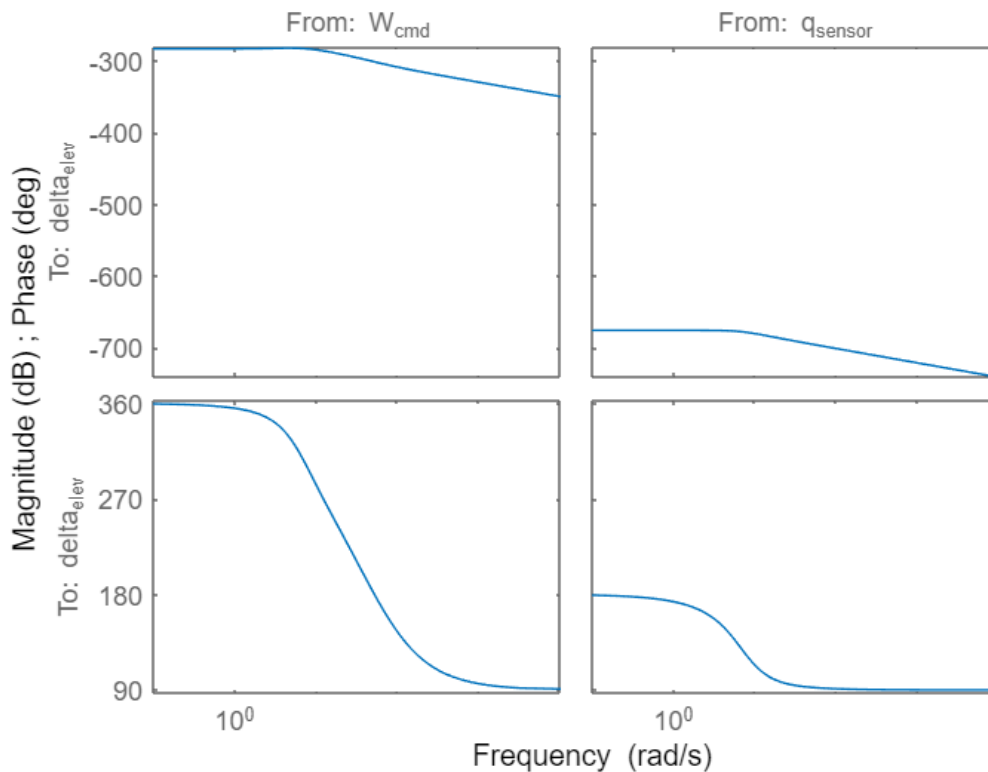 From: W_cmd
From: q_sensor
-300
-400
-500
-600
-700
To: delta_elev
Magnitude (dB) ; Phase (deg)
360
270
180
90
To: delta_elev
10^0
10^0
Frequency (rad/s)